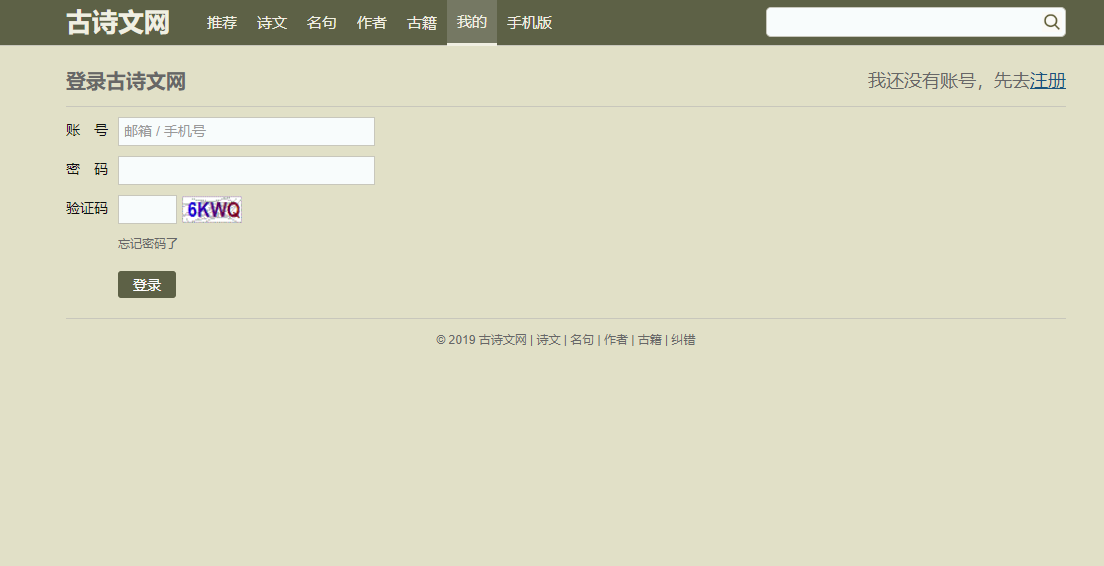 古诗文网 推荐 诗文 名句 作者 古籍 我的 手机版
登录古诗文网 我还没有账号，先去注册
账 号 邮箱 / 手机号
密 码
验证码 6KWQ
忘记密码了
登录
© 2019 古诗文网 | 诗文 | 名句 | 作者 | 古籍 | 纠错